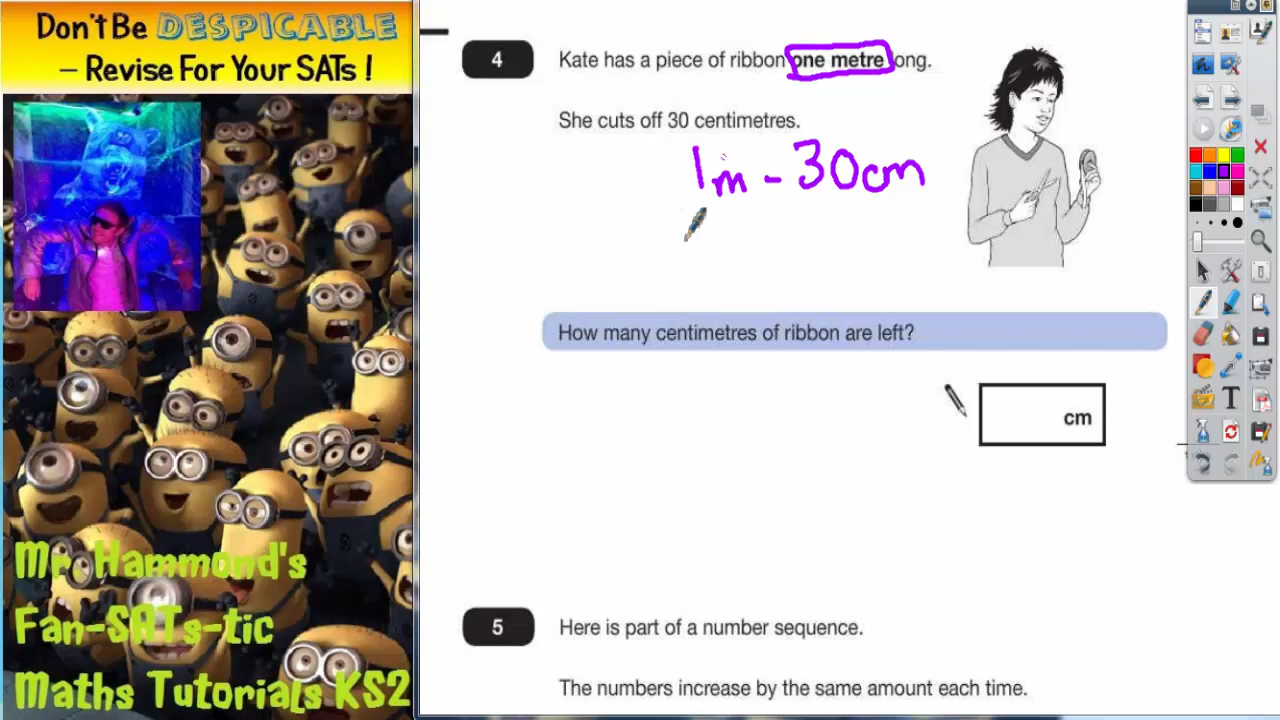 Don't Be DESPICABLE
– Revise For Your SATs !
4
Kate has a piece of ribbon one metre long.
She cuts off 30 centimetres.
1m - 30cm
How many centimetres of ribbon are left?
cm
5
Here is part of a number sequence.
The numbers increase by the same amount each time.
Mr Hammond's
Fan-SATs-tic
Maths Tutorials KS2